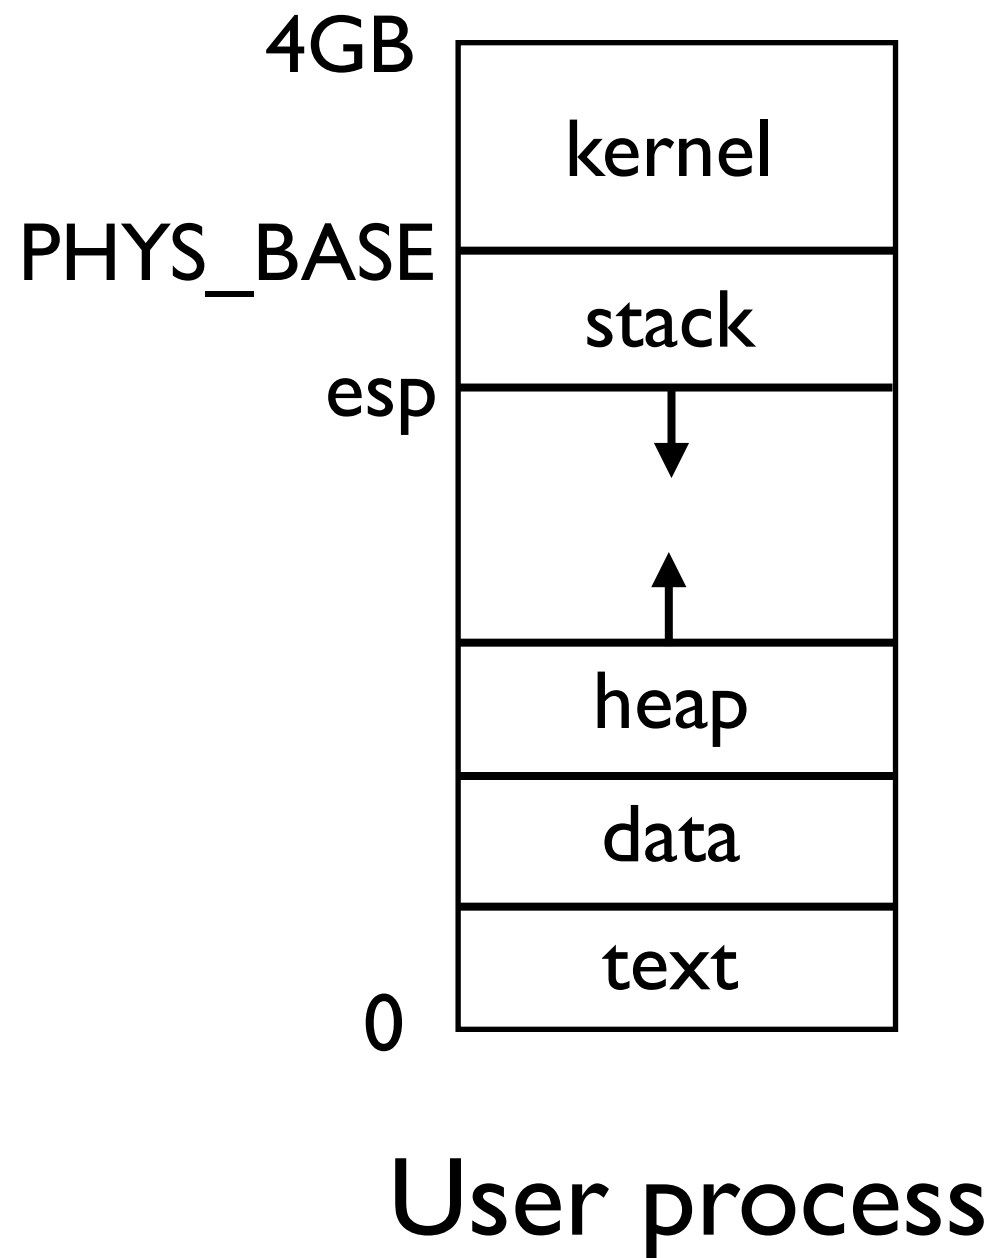 4GB
kernel
PHYS_BASE
stack
esp
heap
data
text
0
User process